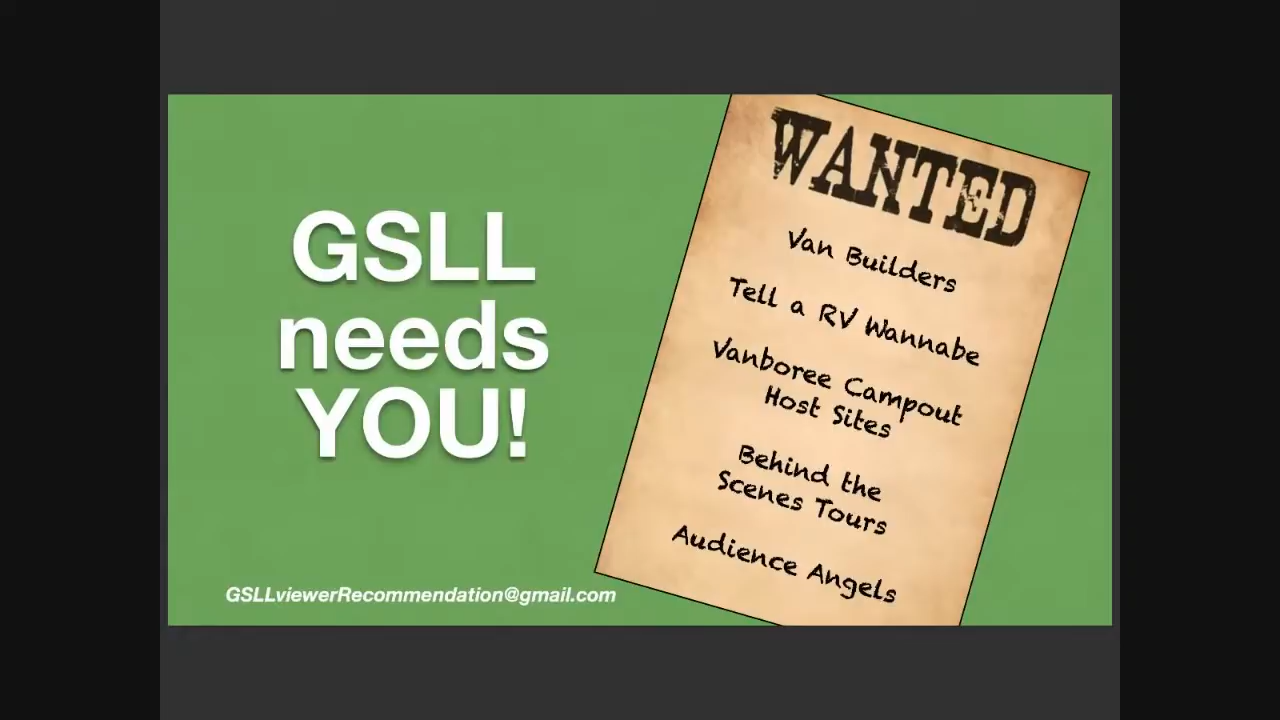 GSLL
needs
YOU!
GSLLviewerRecommendation@gmail.com
WANTED
Van Builders
Tell a RV Wannabe
Vanboree Campout
Host Sites
Behind the
Scenes Tours
Audience Angels